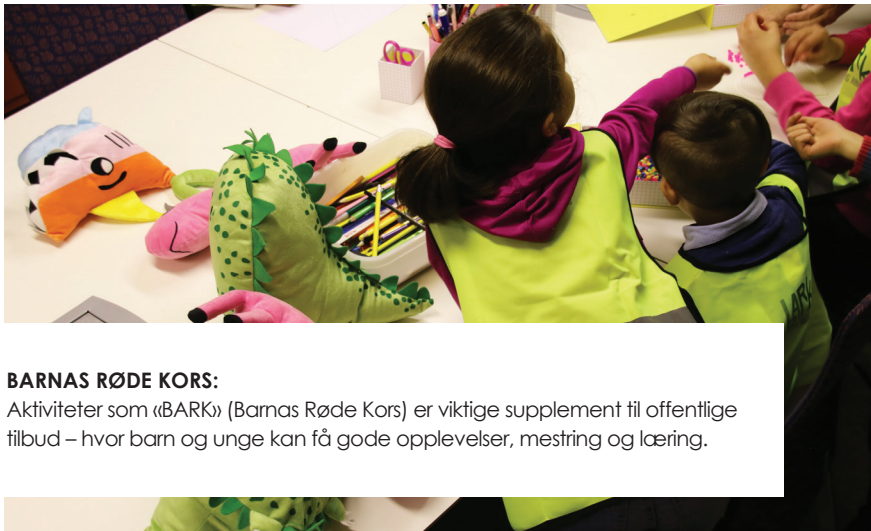 BARNAS RØDE KORS:
Aktiviteter som «BARK» (Barnas Røde Kors) er viktige supplement til offentlige
tilbud – hvor barn og unge kan få gode opplevelser, mestring og læring.